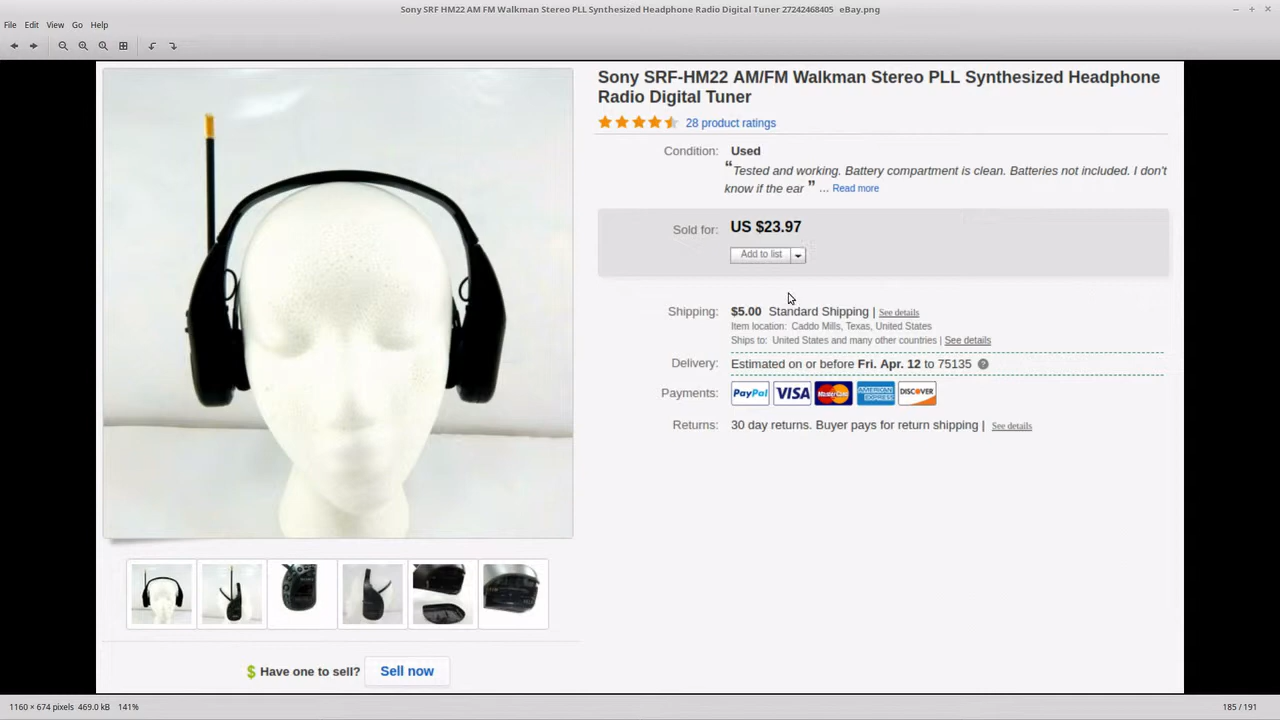 Sony SRF HM22 AM FM Walkman Stereo PLL Synthesized Headphone Radio Digital Tuner 27242468405 eBay.png
File Edit View Go Help
Sony SRF-HM22 AM/FM Walkman Stereo PLL Synthesized Headphone
Radio Digital Tuner
28 product ratings
Condition: Used
“Tested and working. Battery compartment is clean. Batteries not included. I don't
know if the ear ” ... Read more
Sold for: US $23.97
Add to list
Shipping: $5.00 Standard Shipping | See details
Item location: Caddo Mills, Texas, United States
Ships to: United States and many other countries | See details
Delivery: Estimated on or before Fri. Apr. 12 to 75135 ?
Payments: PayPal VISA MasterCard AMERICAN EXPRESS DISCOVER
Returns: 30 day returns. Buyer pays for return shipping | See details
$ Have one to sell? Sell now
1160 × 674 pixels 469.0 kB 141%
185 / 191